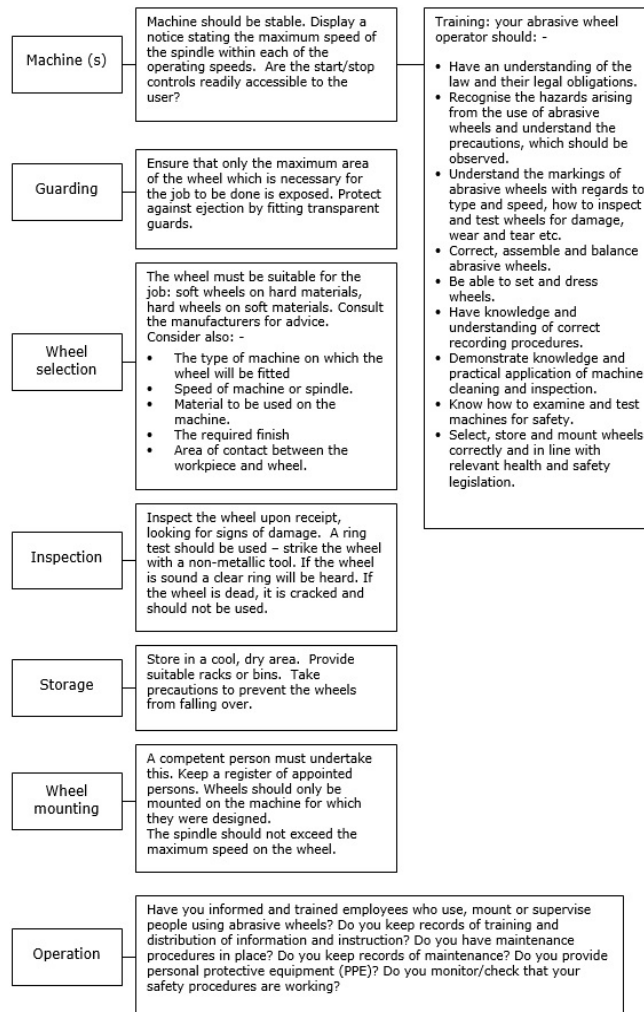 Machine (s)
Machine should be stable. Display a
notice stating the maximum speed of
the spindle within each of the
operating speeds.  Are the start/stop
controls readily accessible to the
user?
Training: your abrasive wheel
operator should: -
• Have an understanding of the
law and their legal obligations.
• Recognise the hazards arising
from the use of abrasive
wheels and understand the
precautions, which should be
observed.
• Understand the markings of
abrasive wheels with regards to
type and speed, how to inspect
and test wheels for damage,
wear and tear etc.
• Correct, assemble and balance
abrasive wheels.
• Be able to set and dress
wheels.
• Have knowledge and
understanding of correct
recording procedures.
• Demonstrate knowledge and
practical application of machine
cleaning and inspection.
• Know how to examine and test
machines for safety.
• Select, store and mount wheels
correctly and in line with
relevant health and safety
legislation.
Guarding
Ensure that only the maximum area
of the wheel which is necessary for
the job to be done is exposed. Protect
against ejection by fitting transparent
guards.
Wheel
selection
The wheel must be suitable for the
job: soft wheels on hard materials,
hard wheels on soft materials. Consult
the manufacturers for advice.
Consider also: -
• The type of machine on which the
wheel will be fitted
• Speed of machine or spindle.
• Material to be used on the
machine.
• The required finish
• Area of contact between the
workpiece and wheel.
Inspection
Inspect the wheel upon receipt,
looking for signs of damage.  A ring
test should be used – strike the wheel
with a non-metallic tool. If the wheel
is sound a clear ring will be heard. If
the wheel is dead, it is cracked and
should not be used.
Storage
Store in a cool, dry area.  Provide
suitable racks or bins.  Take
precautions to prevent the wheels
from falling over.
Wheel
mounting
A competent person must undertake
this. Keep a register of appointed
persons. Wheels should only be
mounted on the machine for which
they were designed.
The spindle should not exceed the
maximum speed on the wheel.
Operation
Have you informed and trained employees who use, mount or supervise
people using abrasive wheels? Do you keep records of training and
distribution of information and instruction? Do you have maintenance
procedures in place? Do you keep records of maintenance? Do you provide
personal protective equipment (PPE)? Do you monitor/check that your
safety procedures are working?